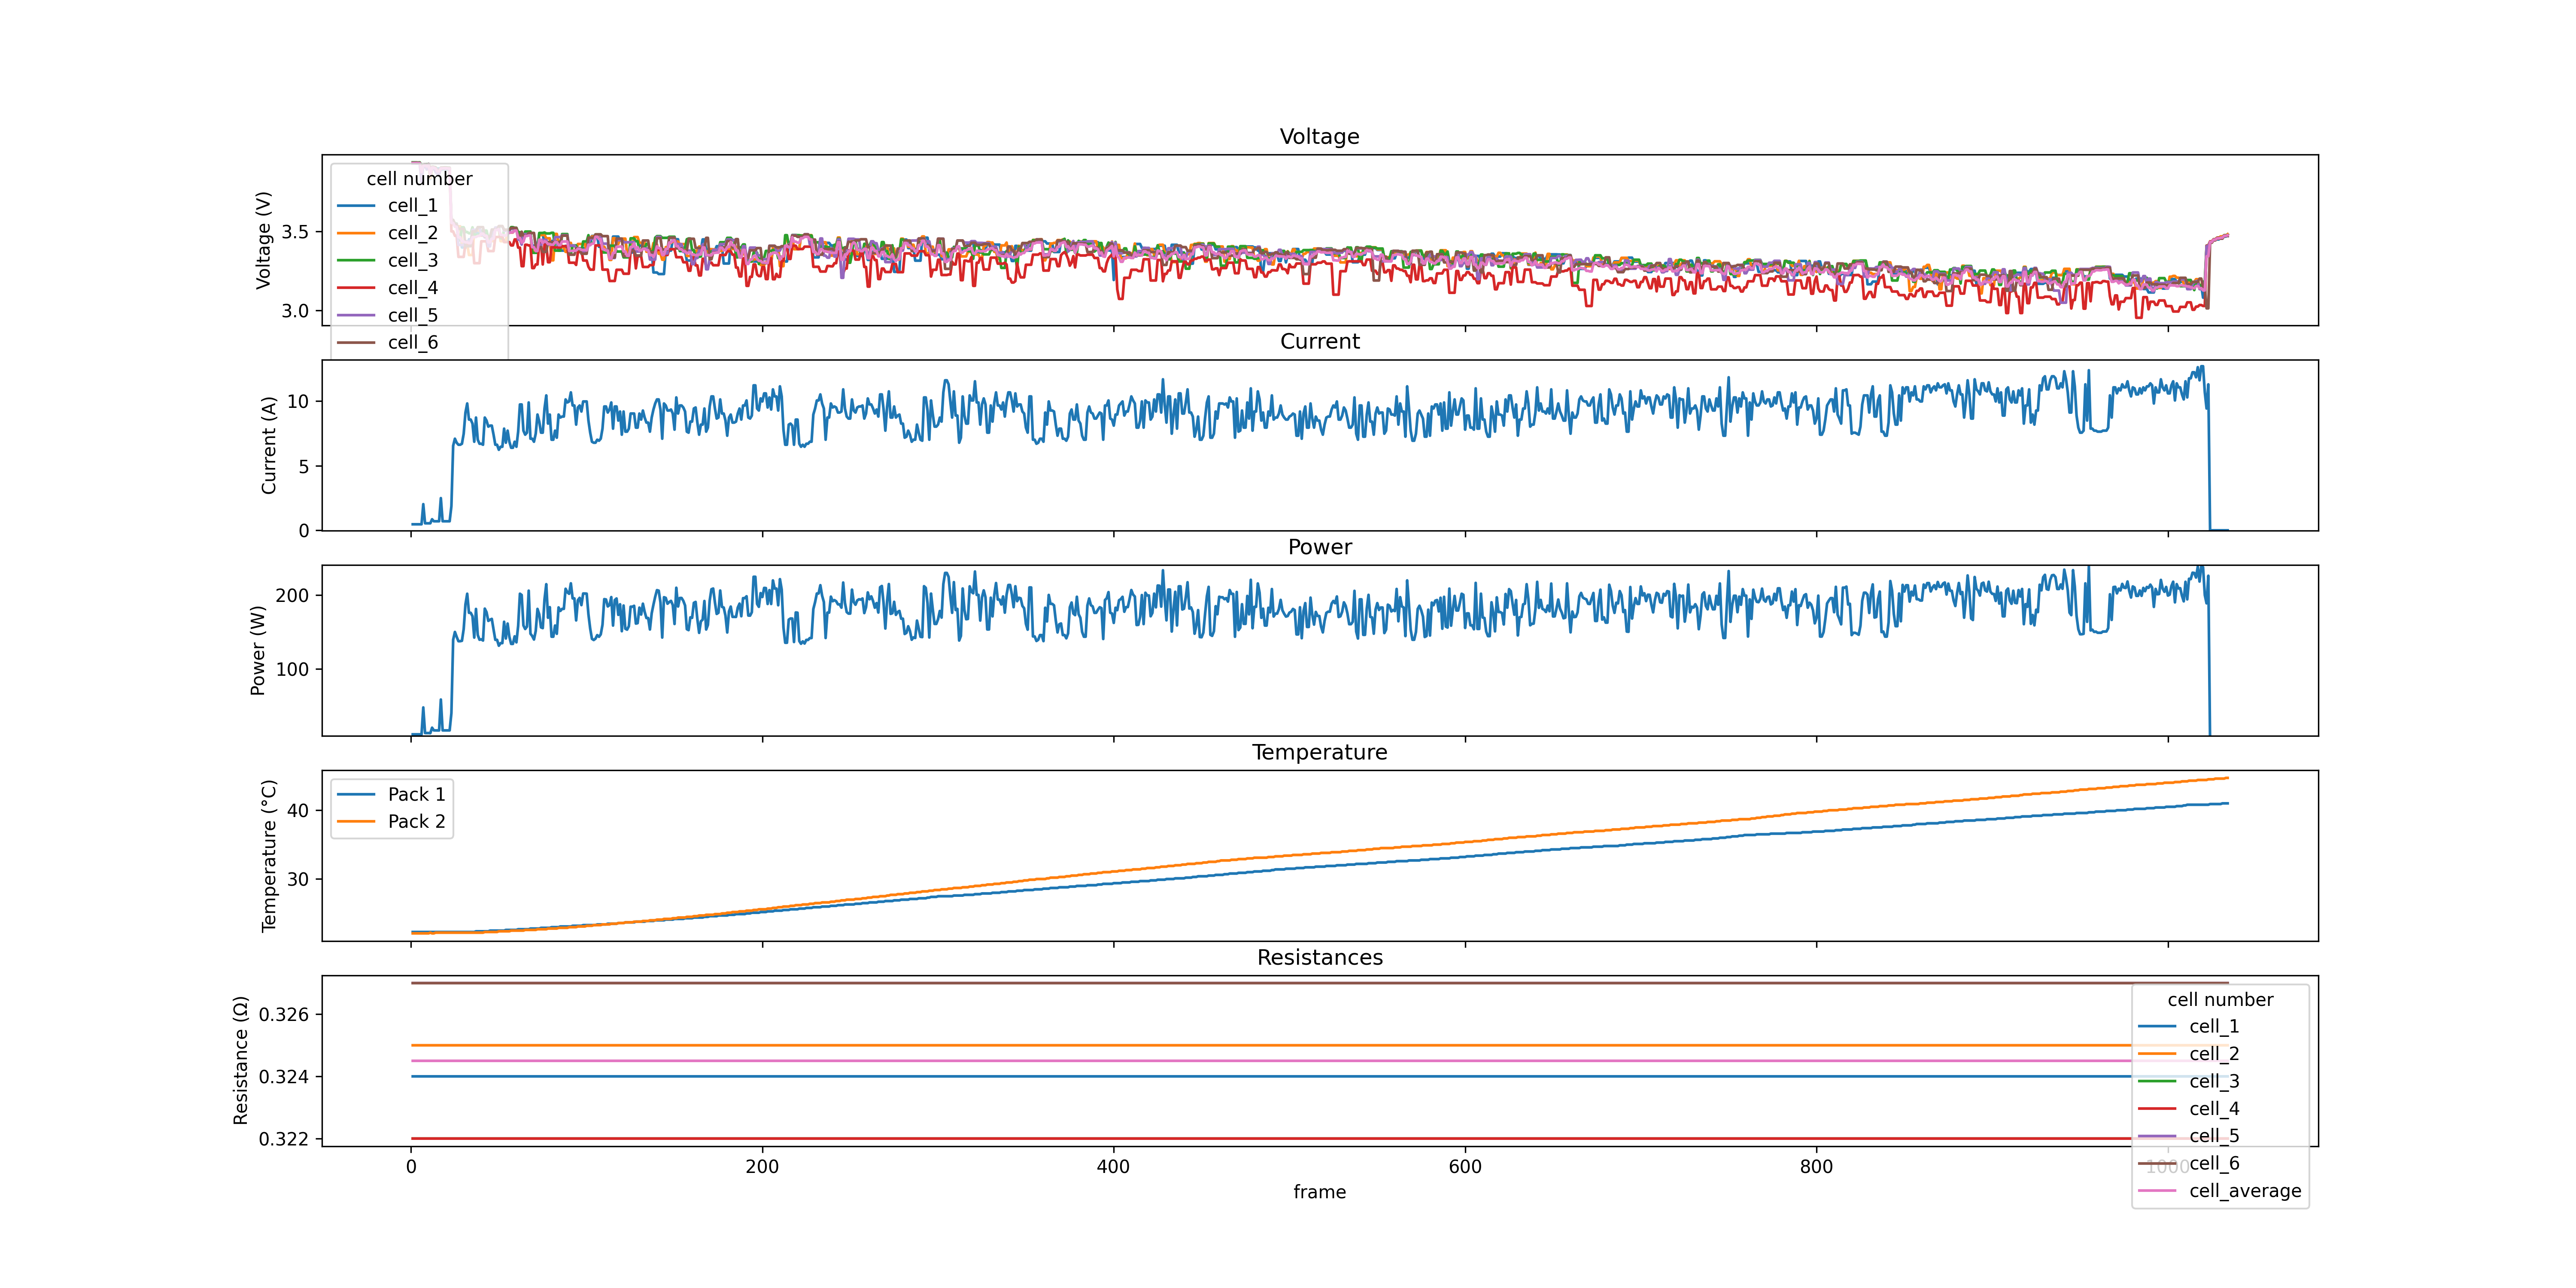 Voltage
Voltage (V)
3.5
3.0
cell number
cell_1
cell_2
cell_3
cell_4
cell_5
cell_6
Current
Current (A)
10
5
0
Power
Power (W)
200
100
Temperature
Temperature (°C)
40
30
Pack 1
Pack 2
Resistances
Resistance (Ω)
0.326
0.324
0.322
cell number
cell_1
cell_2
cell_3
cell_4
cell_5
cell_6
cell_average
0 200 400 600 800 1000
frame